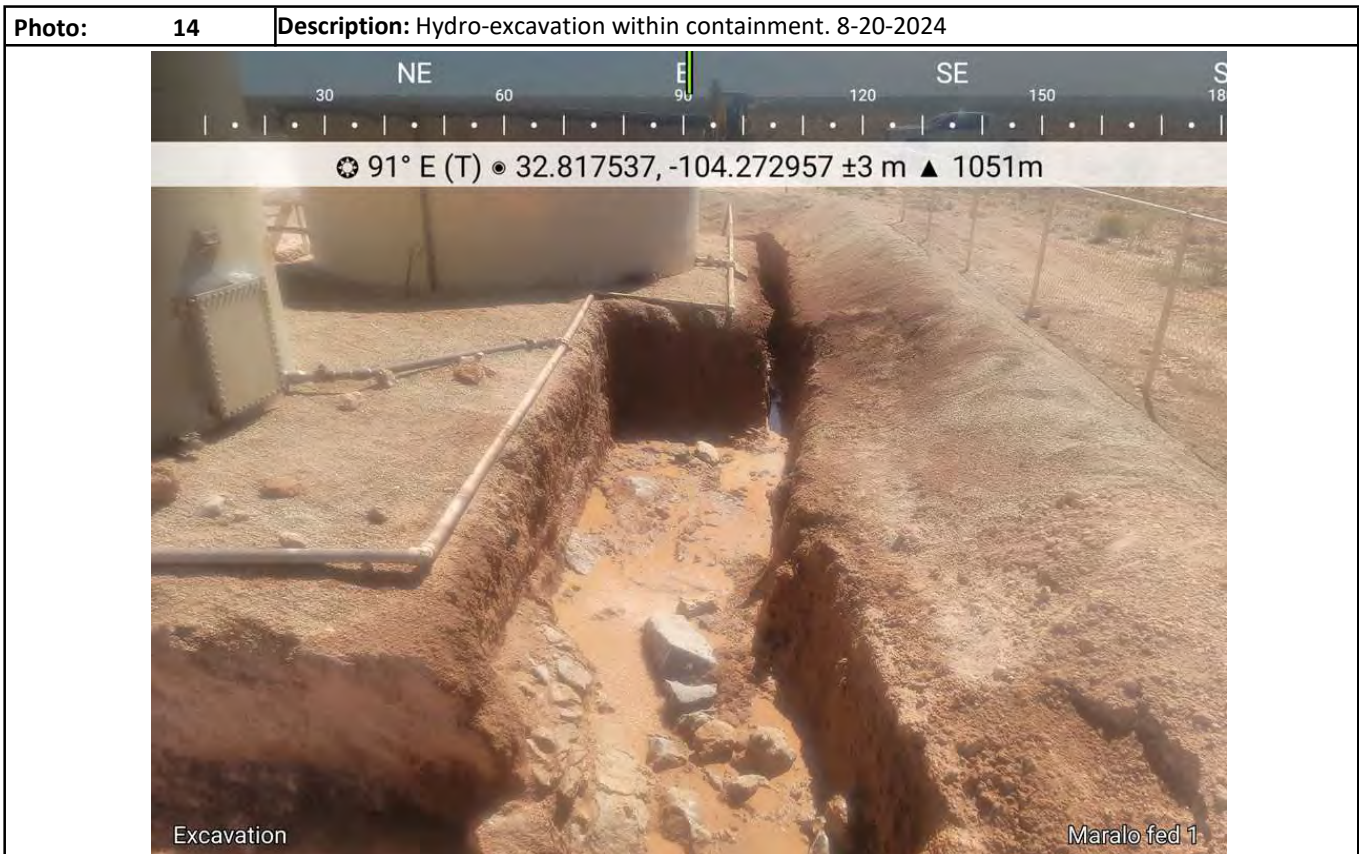 Photo: 14 Description: Hydro-excavation within containment. 8-20-2024
NE E SE S
30 60 90 120 150 18
91° E (T) 32.817537, -104.272957 ±3 m ▲ 1051m
Excavation Maralo fed 1